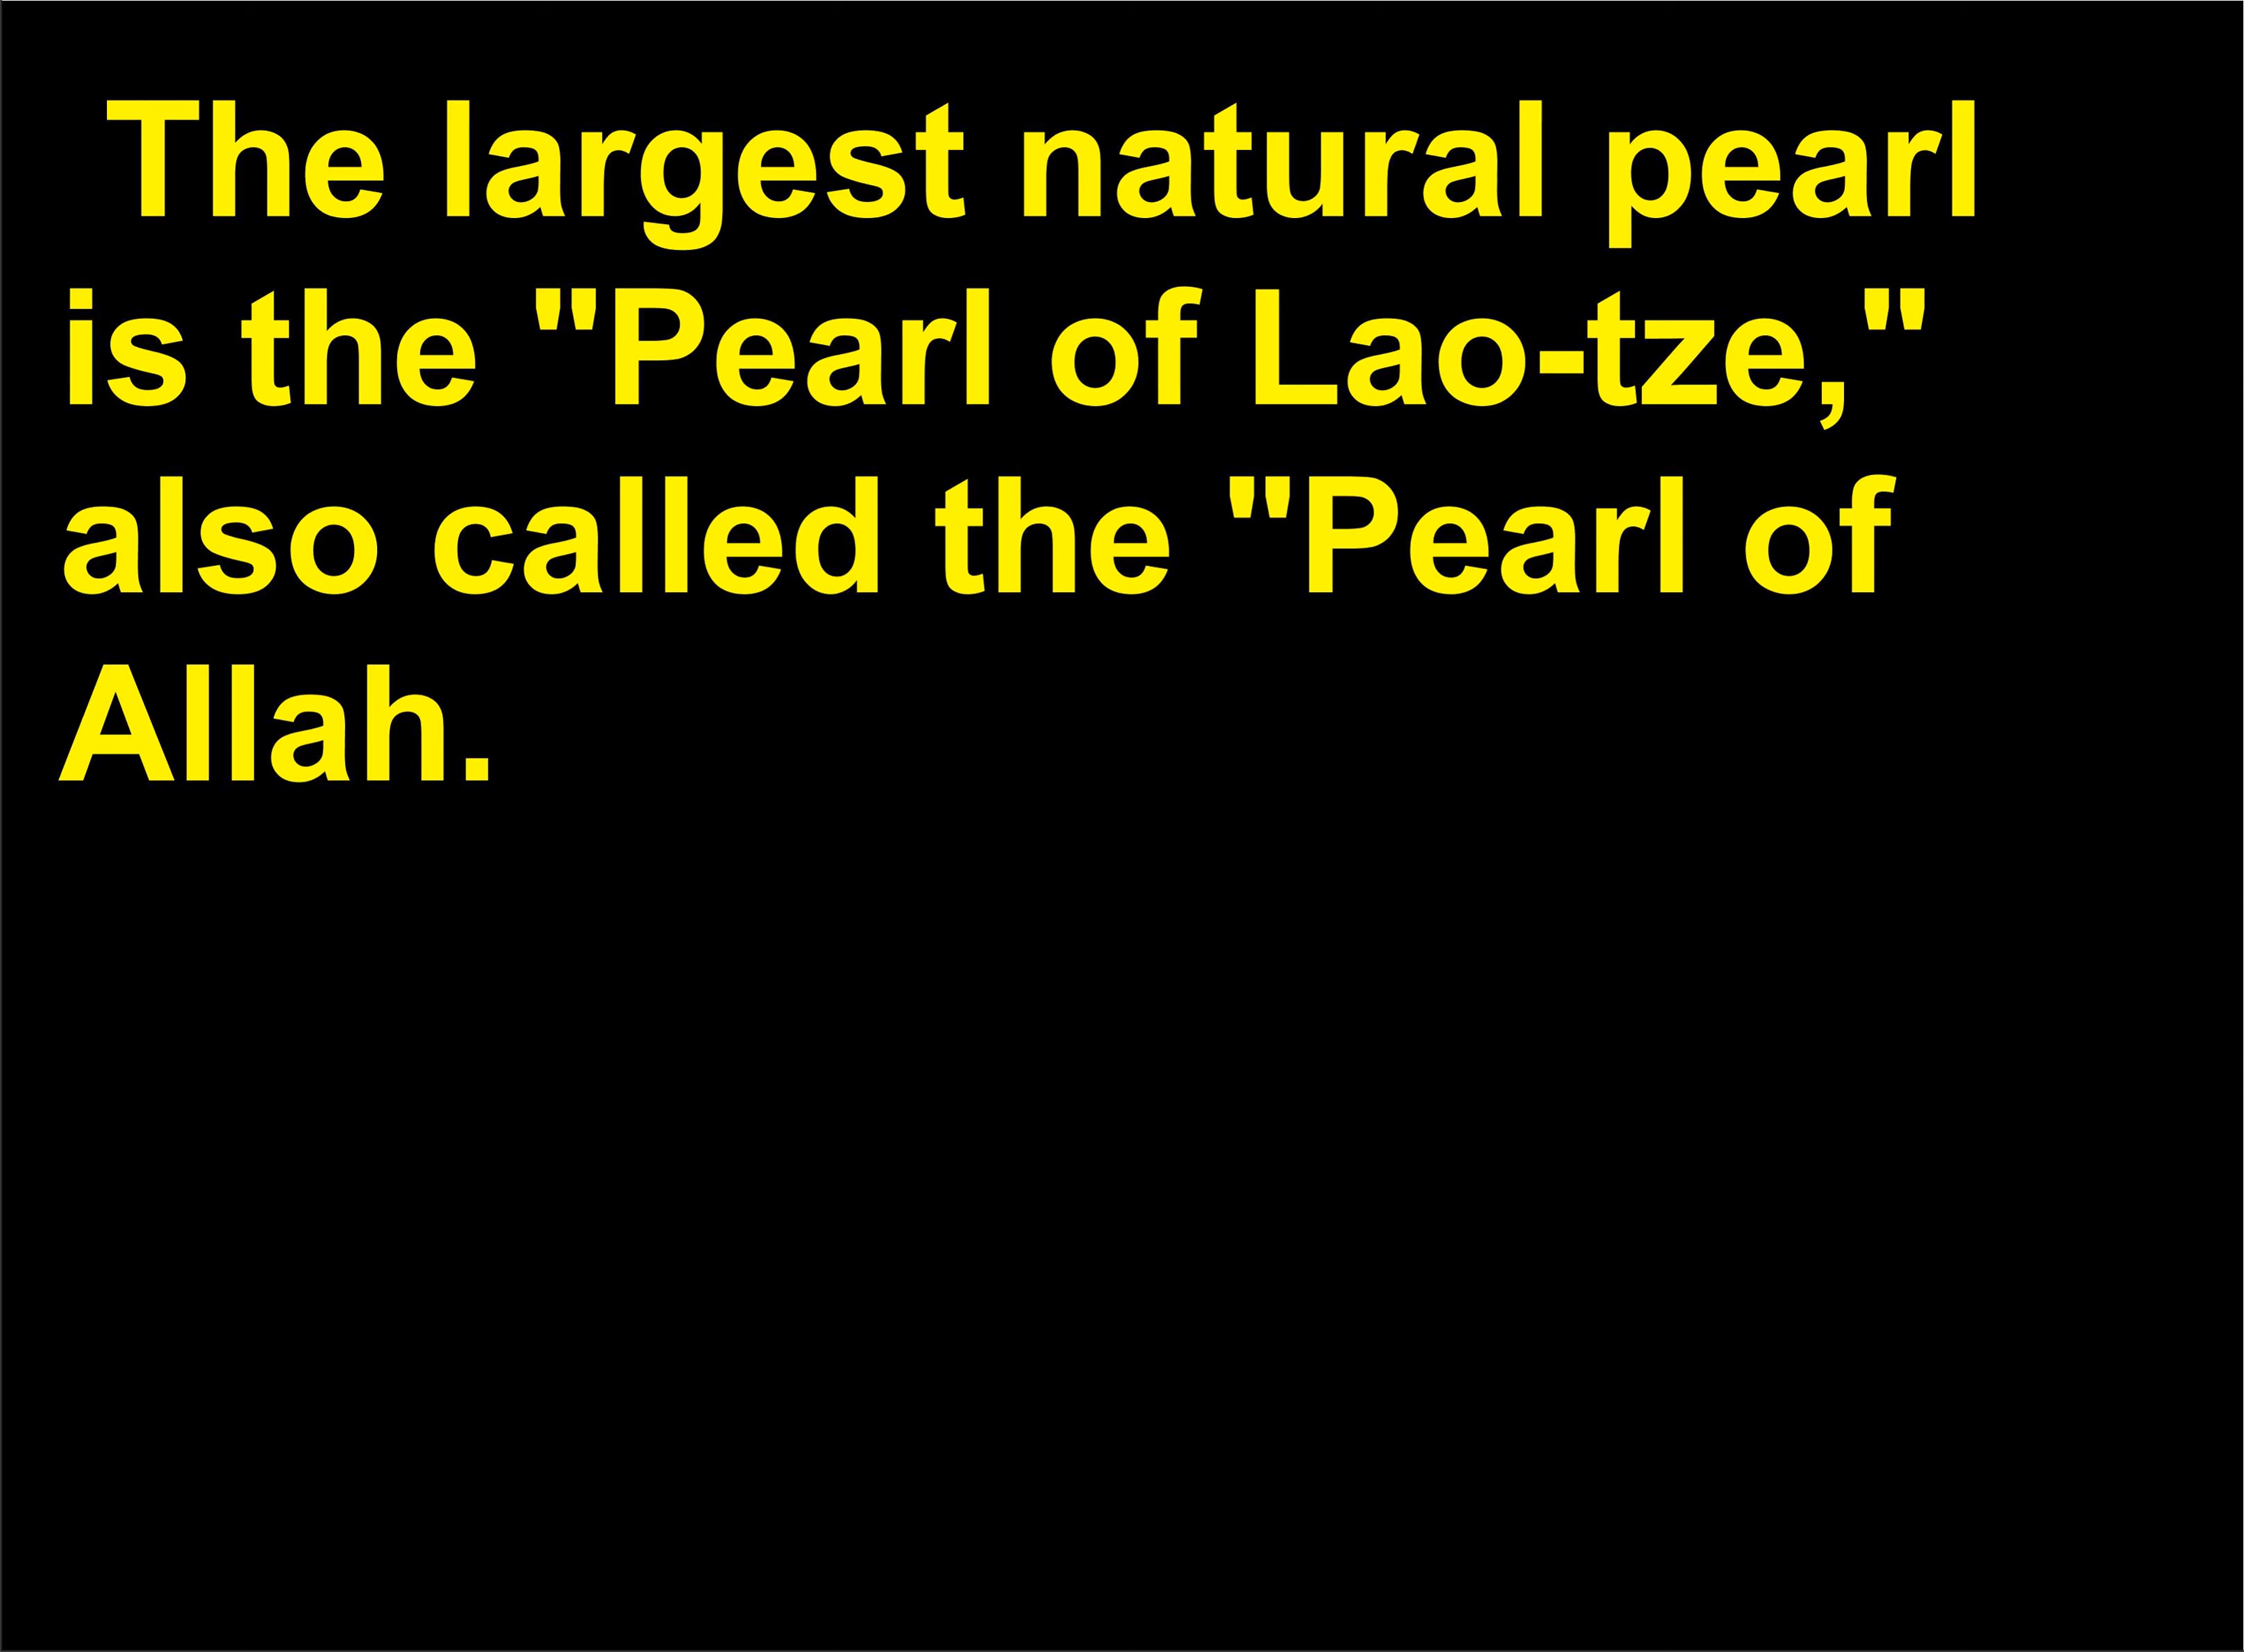 The largest natural pearl
is the "Pearl of Lao-tze,"
also called the "Pearl of
Allah.